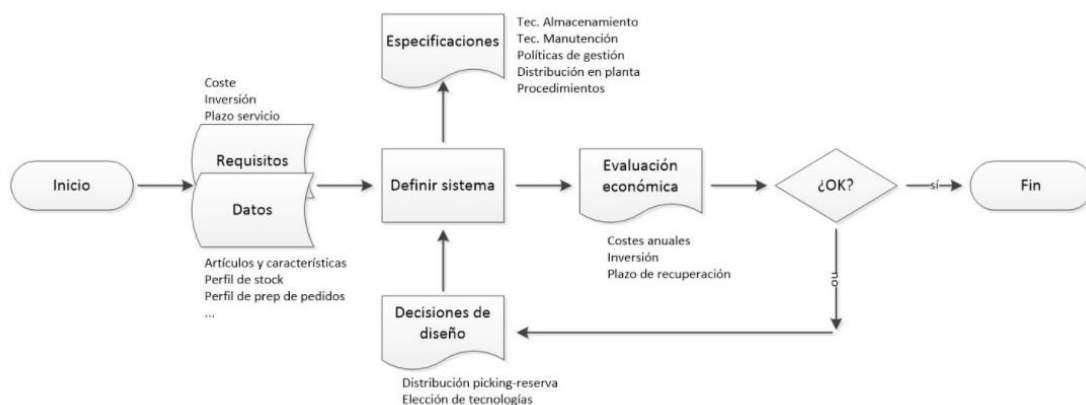 Tec. Almacenamiento
Tec. Manutención
Políticas de gestión
Distribución en planta
Procedimientos
Especificaciones
Coste
Inversión
Plazo servicio
Requisitos
Datos
Inicio
Artículos y características
Perfil de stock
Perfil de prep de pedidos
...
Definir sistema
Evaluación
económica
Costes anuales
Inversión
Plazo de recuperación
¿OK?
sí
Fin
no
Decisiones de
diseño
Distribución picking-reserva
Elección de tecnologías